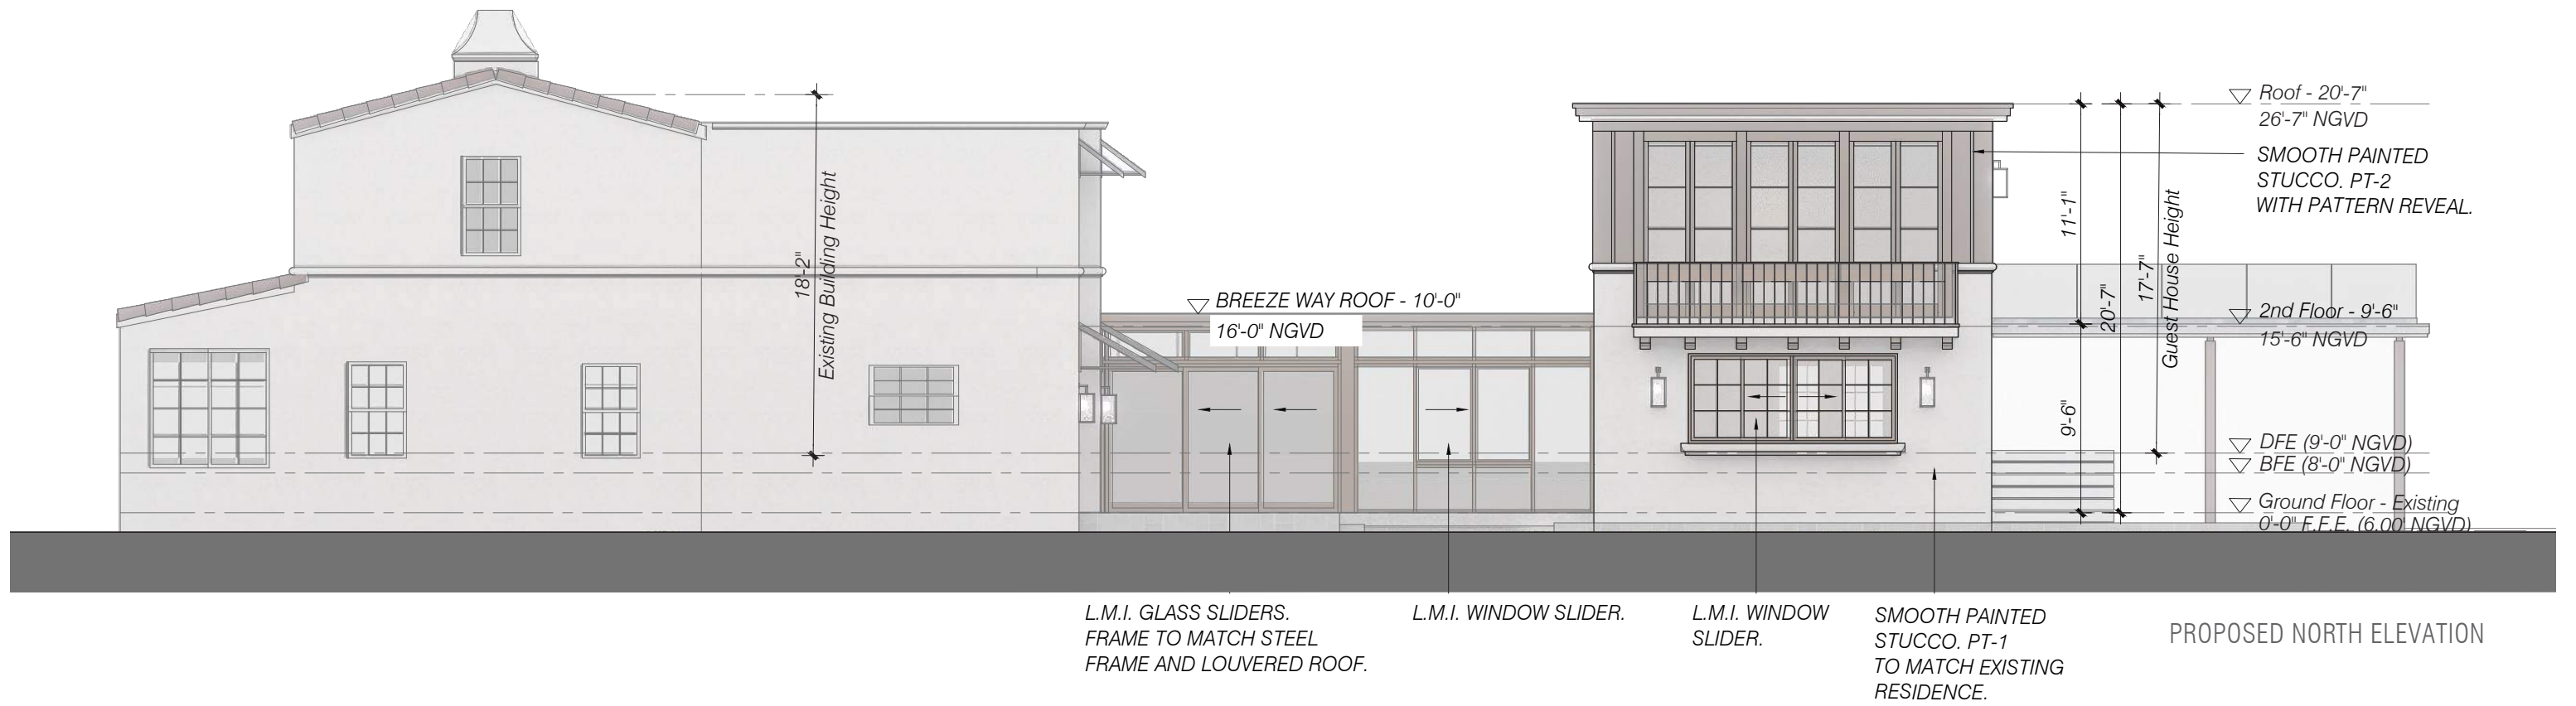 Roof - 20'-7"
26'-7" NGVD
SMOOTH PAINTED
STUCCO. PT-2
WITH PATTERN REVEAL.
18'-2"
Existing Building Height
11'-1"
9'-6"
20'-7"
17'-7"
Guest House Height
BREEZE WAY ROOF - 10'-0"
16'-0" NGVD
2nd Floor - 9'-6"
15'-6" NGVD
DFE (9'-0" NGVD)
BFE (8'-0" NGVD)
Ground Floor - Existing
0'-0" F.F.E. (6.00 NGVD)
L.M.I. GLASS SLIDERS.
FRAME TO MATCH STEEL
FRAME AND LOUVERED ROOF.
L.M.I. WINDOW SLIDER.
L.M.I. WINDOW
SLIDER.
SMOOTH PAINTED
STUCCO. PT-1
TO MATCH EXISTING
RESIDENCE.
PROPOSED NORTH ELEVATION